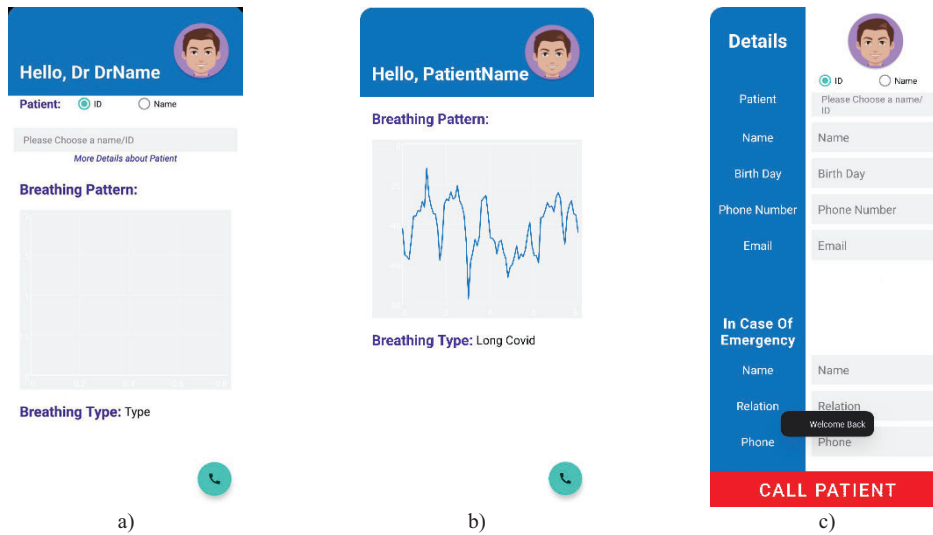 Hello, Dr DrName
Patient:
ID
Name
Please Choose a name/ID
More Details about Patient
Breathing Pattern:
Breathing Type: Type
a)
Hello, PatientName
Breathing Pattern:
Breathing Type: Long Covid
b)
Details
ID
Name
Patient
Please Choose a name/
ID
Name
Name
Birth Day
Birth Day
Phone Number
Phone Number
Email
Email
In Case Of
Emergency
Name
Name
Relation
Relation
Welcome Back
Phone
Phone
CALL PATIENT
c)